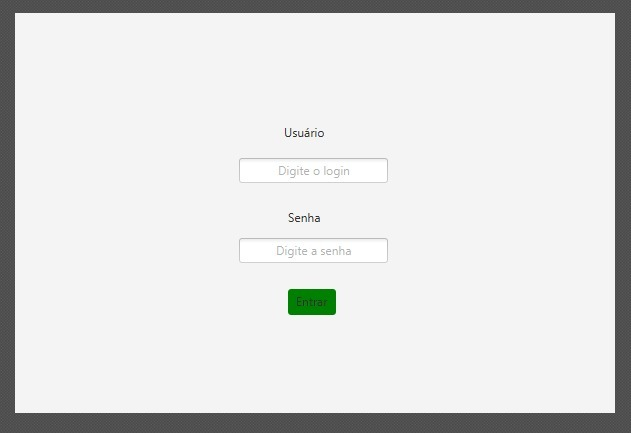 Usuário
Digite o login
Senha
Digite a senha
Entrar